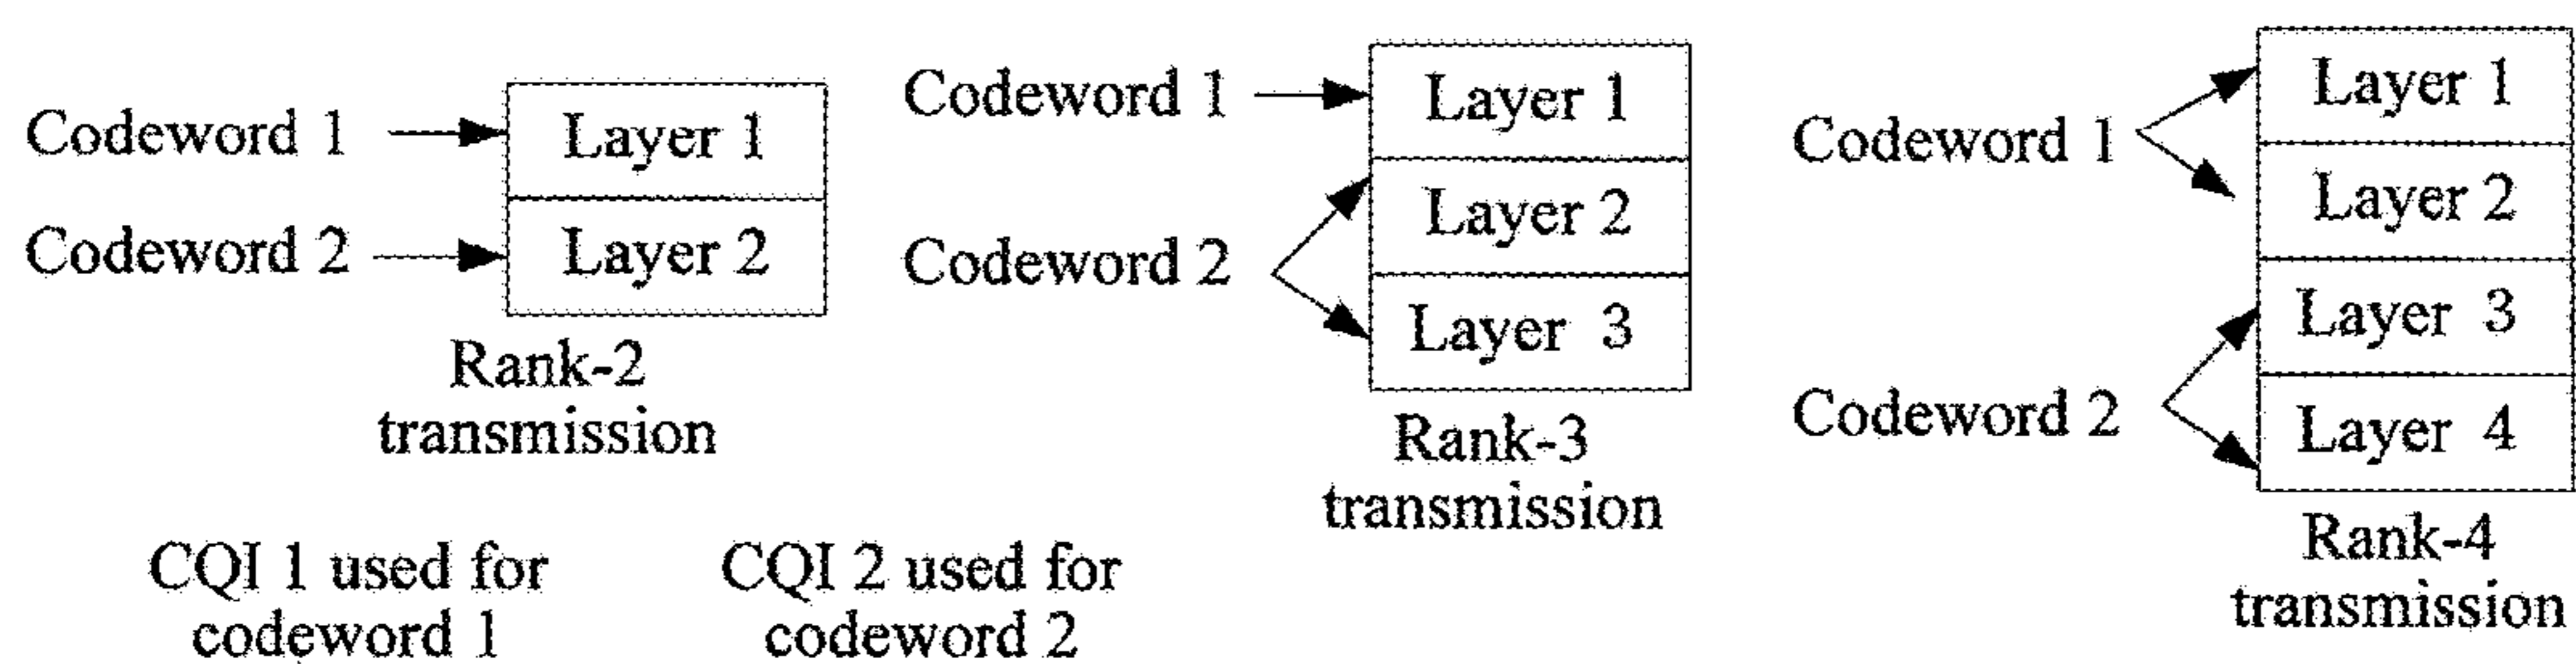 Codeword 1
Layer 1
Codeword 2
Layer 2
Rank-2
transmission
Codeword 1
Layer 1
Layer 2
Codeword 2
Layer 3
Rank-3
transmission
Codeword 1
Layer 1
Layer 2
Layer 3
Codeword 2
Layer 4
Rank-4
transmission
CQI 1 used for
codeword 1
CQI 2 used for
codeword 2